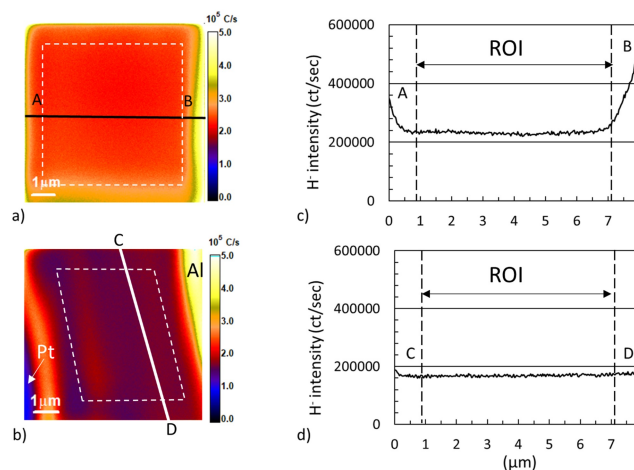 10⁵ C/s
5.0
4.0
3.0
2.0
1.0
0.0
A
B
1µm
a)
10⁵ C/s
5.0
4.0
3.0
2.0
1.0
0.0
C
Al
Pt
1µm
D
b)
H⁻ intensity (ct/sec)
600000
400000
200000
0
ROI
A
B
0 1 2 3 4 5 6 7
c)
H⁻ intensity (ct/sec)
600000
400000
200000
0
ROI
C
D
0 1 2 3 4 5 6 7
(µm)
d)